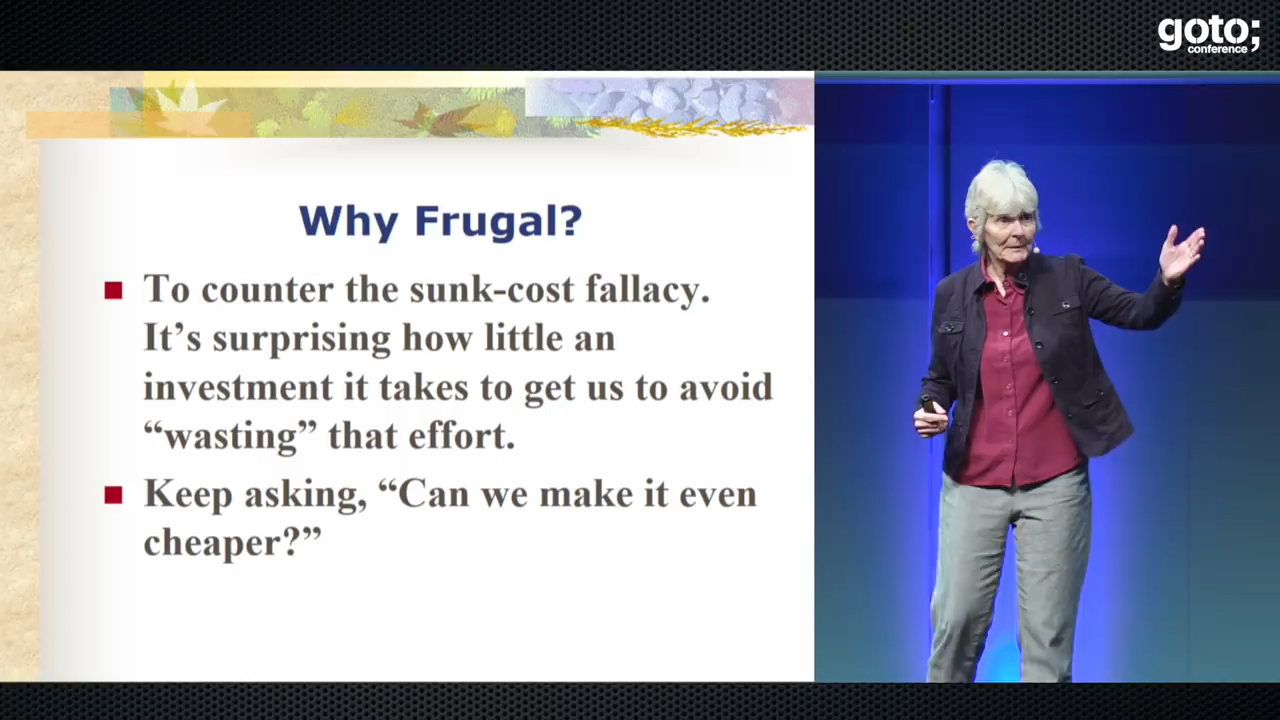 goto;
conference
Why Frugal?
To counter the sunk-cost fallacy.
It’s surprising how little an
investment it takes to get us to avoid
“wasting” that effort.
Keep asking, “Can we make it even
cheaper?”